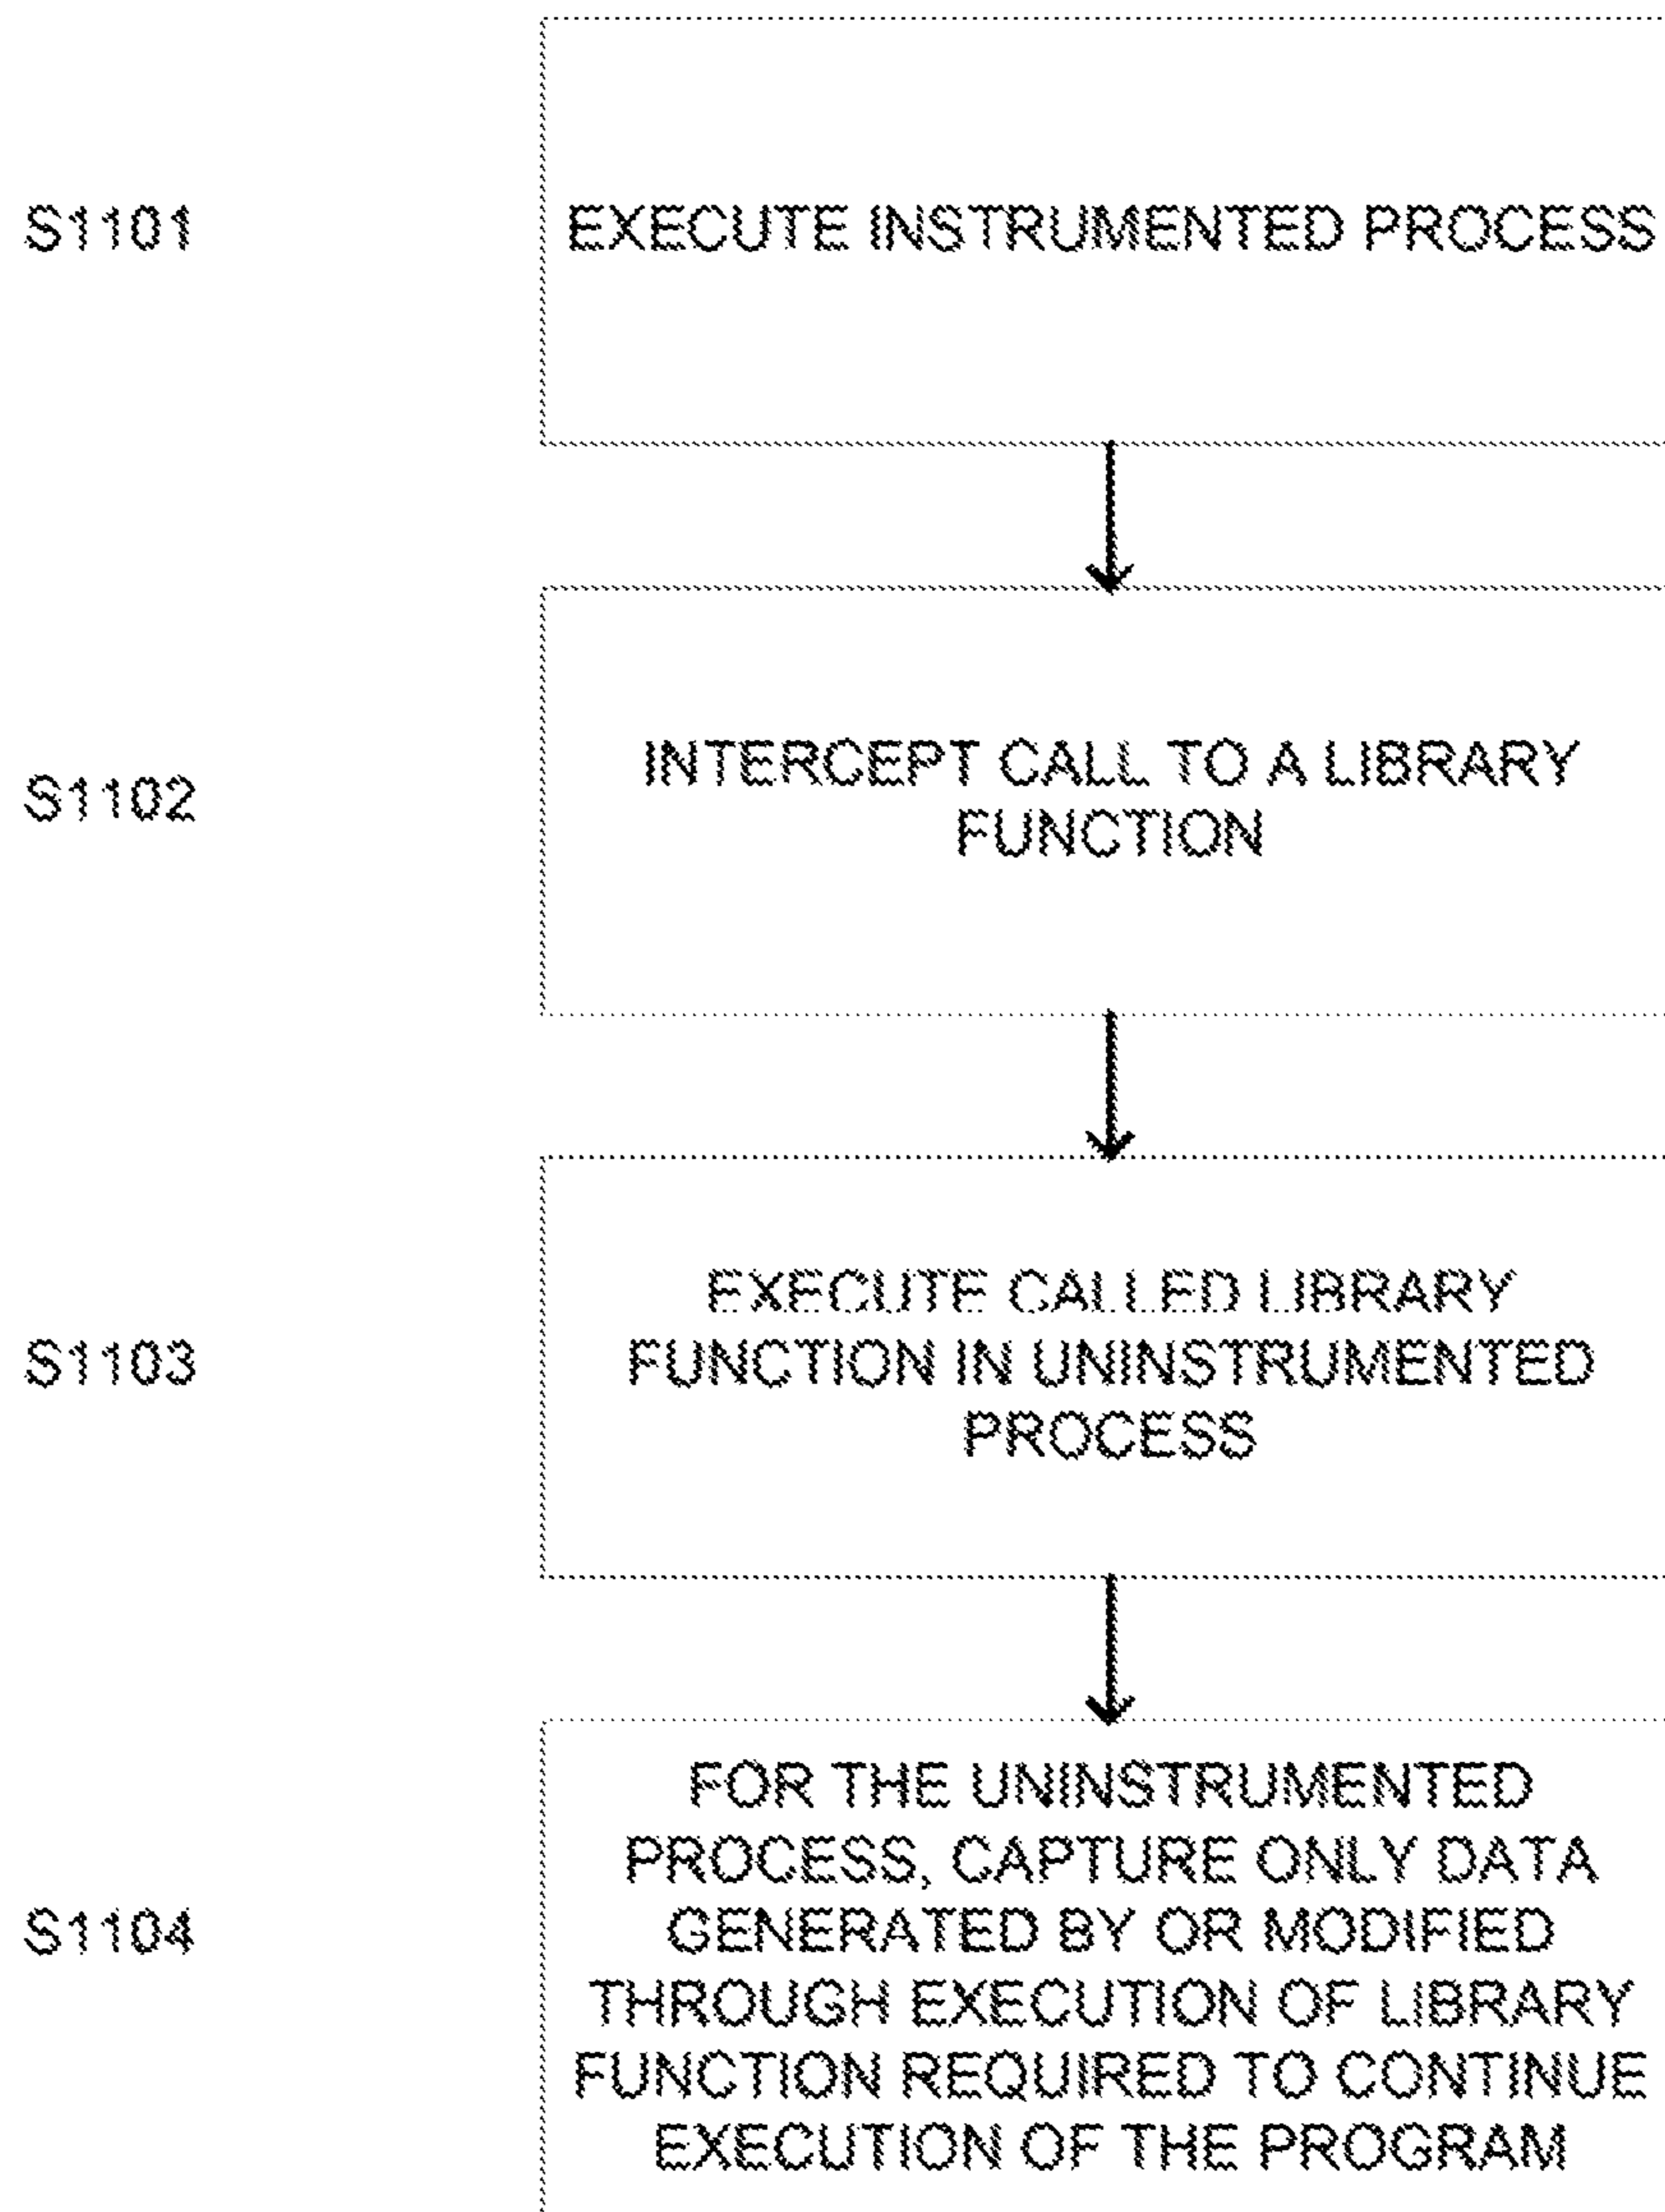 S1101
EXECUTE INSTRUMENTED PROCESS
S1102
INTERCEPT CALL TO A LIBRARY
FUNCTION
S1103
EXECUTE CALLED LIBRARY
FUNCTION IN UNINSTRUMENTED
PROCESS
S1104
FOR THE UNINSTRUMENTED
PROCESS, CAPTURE ONLY DATA
GENERATED BY OR MODIFIED
THROUGH EXECUTION OF LIBRARY
FUNCTION REQUIRED TO CONTINUE
EXECUTION OF THE PROGRAM